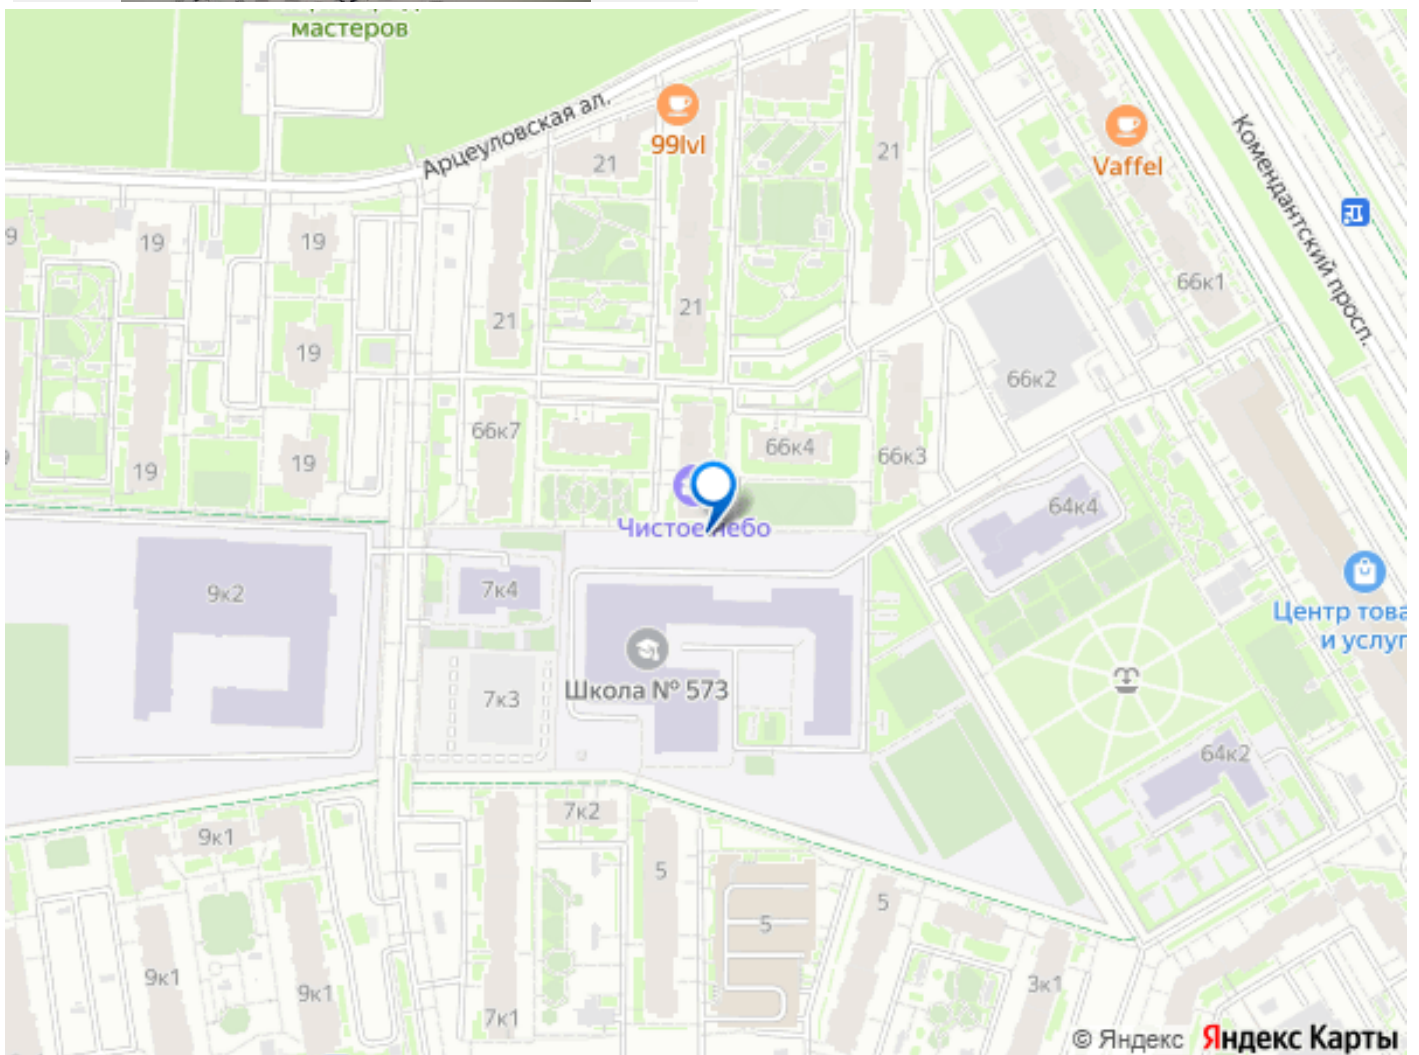 мастеров
Арцеуловская ал.
99lvl
Vaffel
Комендантский просп.
21
21
19
19
19
66к1
21
21
19
66к2
66к7
66к4
66к3
19
19
64к4
Чистое небо
7к4
9к2
Центр това
и услуг
Школа № 573
7к3
64к2
7к2
9к1
5
5
5
9к1
9к1
3к1
7к1
© Яндекс Яндекс Карты